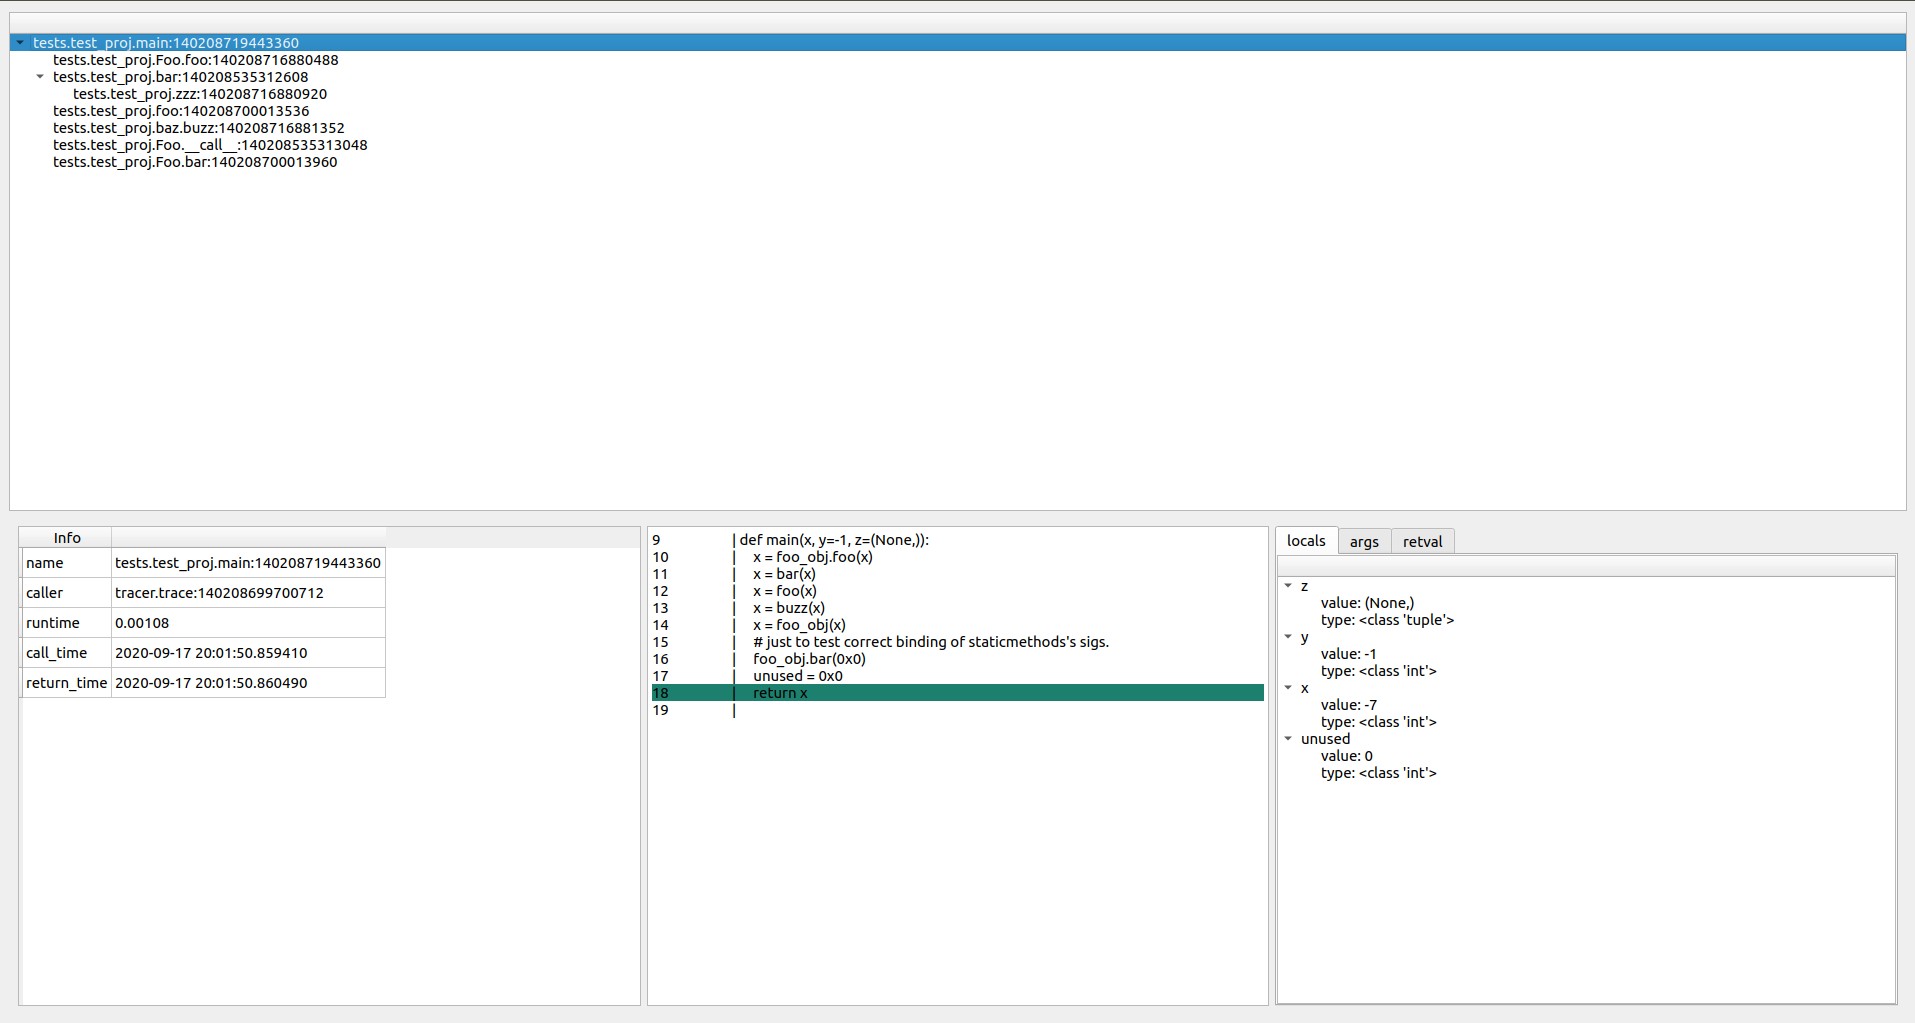 tests.test_proj.main:140208719443360
tests.test_proj.Foo.foo:140208716880488
tests.test_proj.bar:140208535312608
tests.test_proj.zzz:140208716880920
tests.test_proj.foo:140208700013536
tests.test_proj.baz.buzz:140208716881352
tests.test_proj.Foo.__call__:140208535313048
tests.test_proj.Foo.bar:140208700013960
Info
name tests.test_proj.main:140208719443360
caller tracer.trace:140208699700712
runtime 0.00108
call_time 2020-09-17 20:01:50.859410
return_time 2020-09-17 20:01:50.860490
9 | def main(x, y=-1, z=(None,)):
10 | x = foo_obj.foo(x)
11 | x = bar(x)
12 | x = foo(x)
13 | x = buzz(x)
14 | x = foo_obj(x)
15 | # just to test correct binding of staticmethods's sigs.
16 | foo_obj.bar(0x0)
17 | unused = 0x0
18 | return x
19 |
locals args retval
z
value: (None,)
type: <class 'tuple'>
y
value: -1
type: <class 'int'>
x
value: -7
type: <class 'int'>
unused
value: 0
type: <class 'int'>